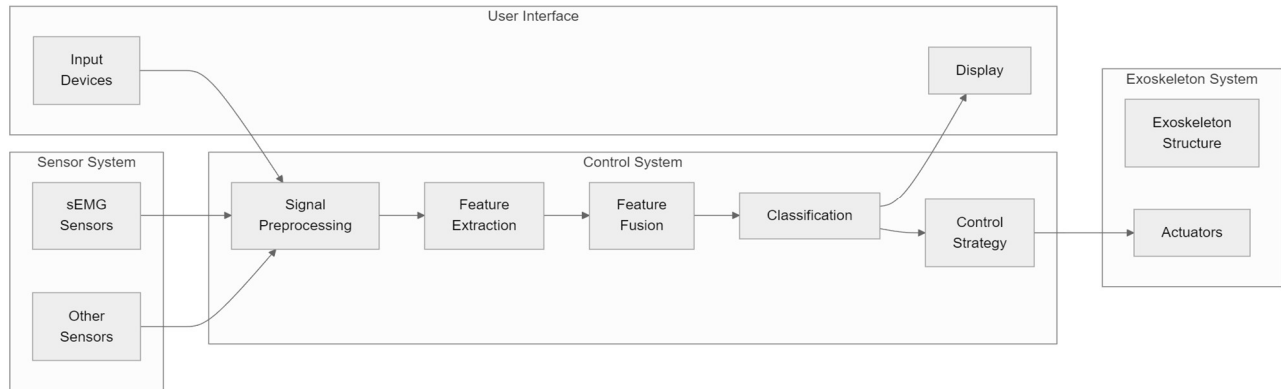 User Interface
Input
Devices
Display
Exoskeleton System
Exoskeleton
Structure
Actuators
Sensor System
sEMG
Sensors
Other
Sensors
Control System
Signal
Preprocessing
Feature
Extraction
Feature
Fusion
Classification
Control
Strategy